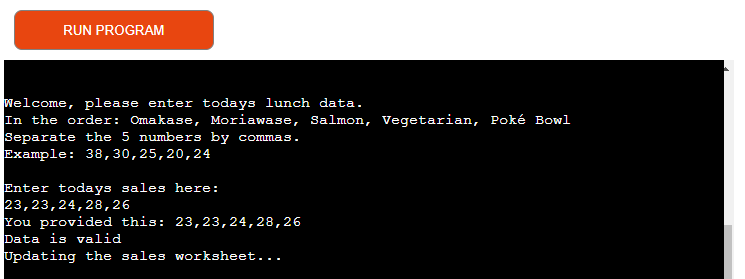 RUN PROGRAM
Welcome, please enter todays lunch data.
In the order: Omakase, Moriawase, Salmon, Vegetarian, Poké Bowl
Separate the 5 numbers by commas.
Example: 38,30,25,20,24
Enter todays sales here:
23,23,24,28,26
You provided this: 23,23,24,28,26
Data is valid
Updating the sales worksheet...